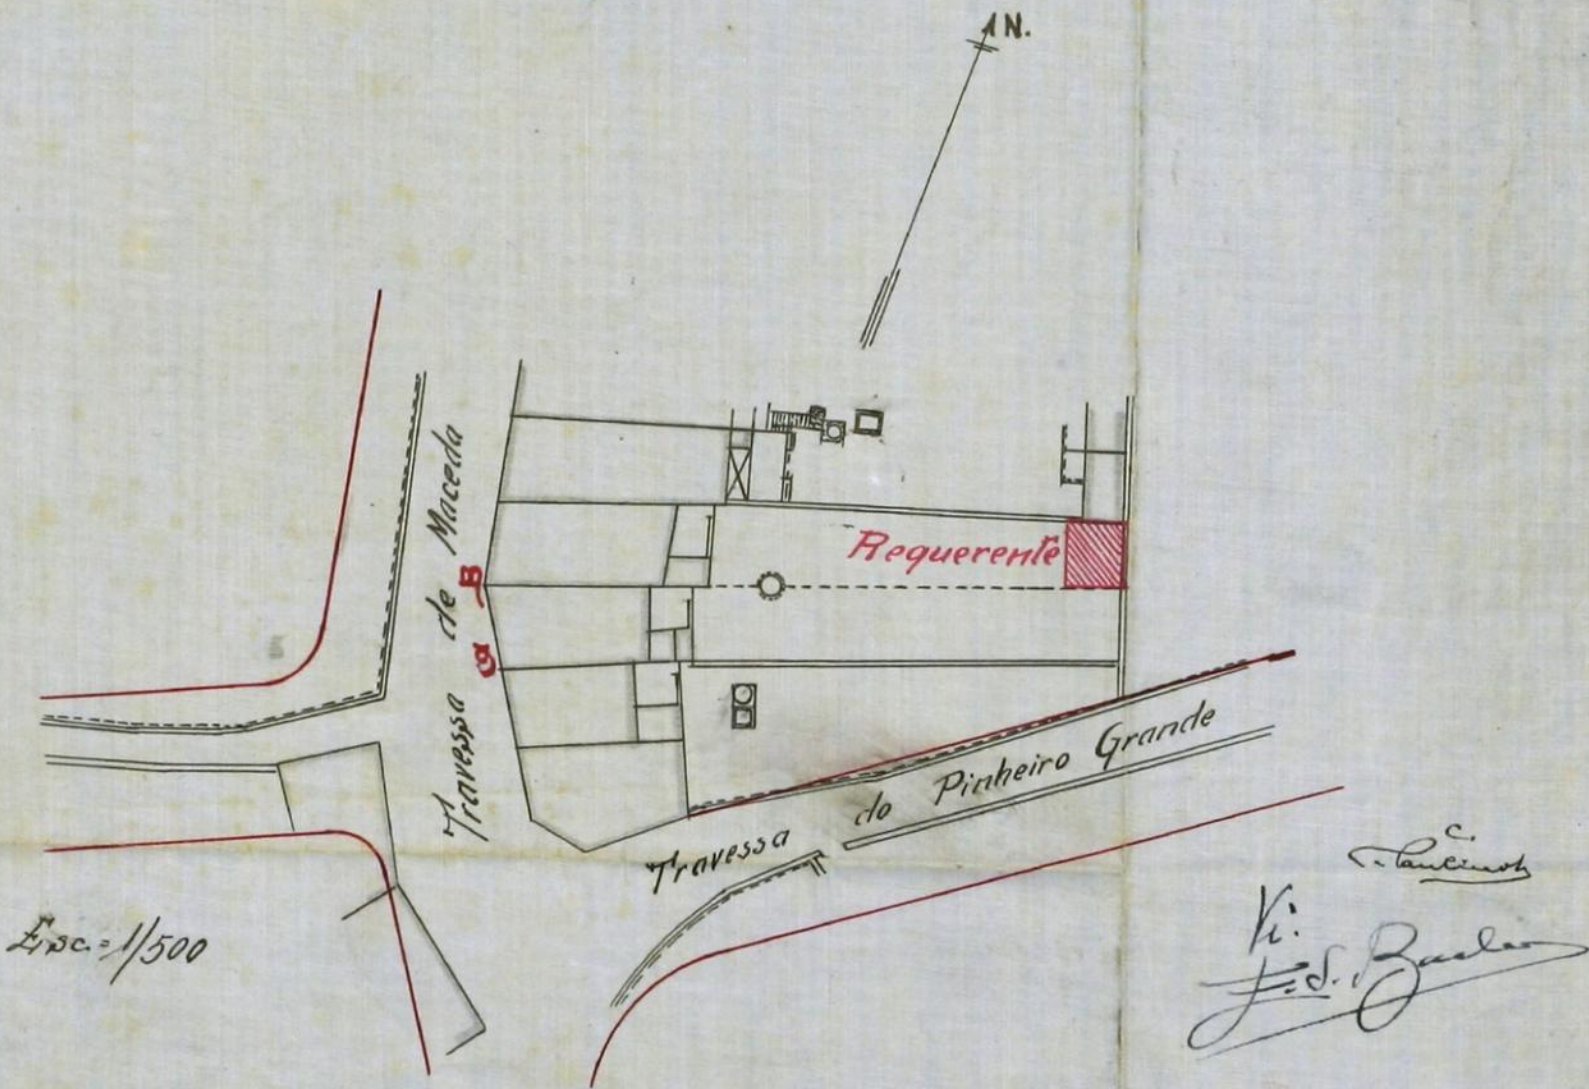 N.
Travessa de Maceda
B
Requerente
Travessa do Pinheiro Grande
Esc. = 1/500
C.
Vi: